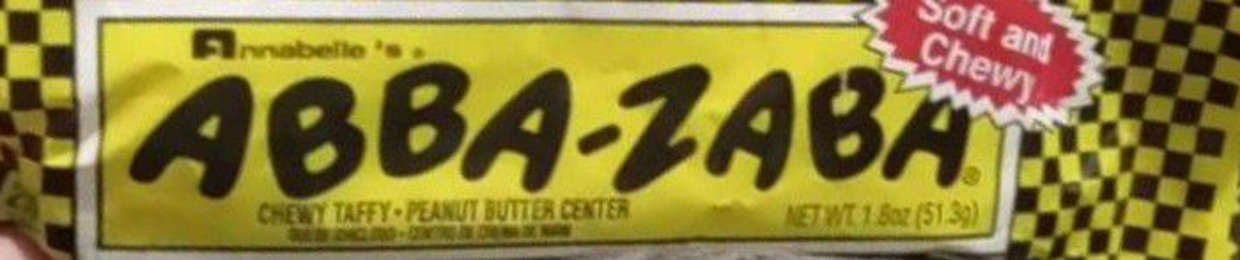 Annabelle's®
ABBA-ZABA®
Soft and
Chewy
CHEWY TAFFY • PEANUT BUTTER CENTER
NET WT. 1.8oz (51.3g)